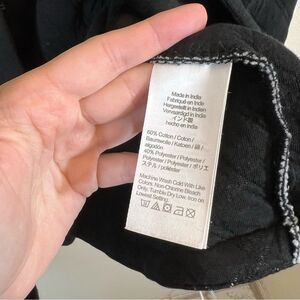 Made in India
Fabriqué en Inde
Hergestellt in Indien
Vervaardigd in India
インド製
hecho en India
60% Cotton / Coton /
Baumwolle / Katoen / 綿 /
algodón
40% Polyester / Polyester /
Polyester / Polyester / ポリエ
ステル / poliéster
Machine Wash Cold With Like
Colors; Non-Chlorine Bleach
Only; Tumble Dry Low; Iron on
Lowest Setting